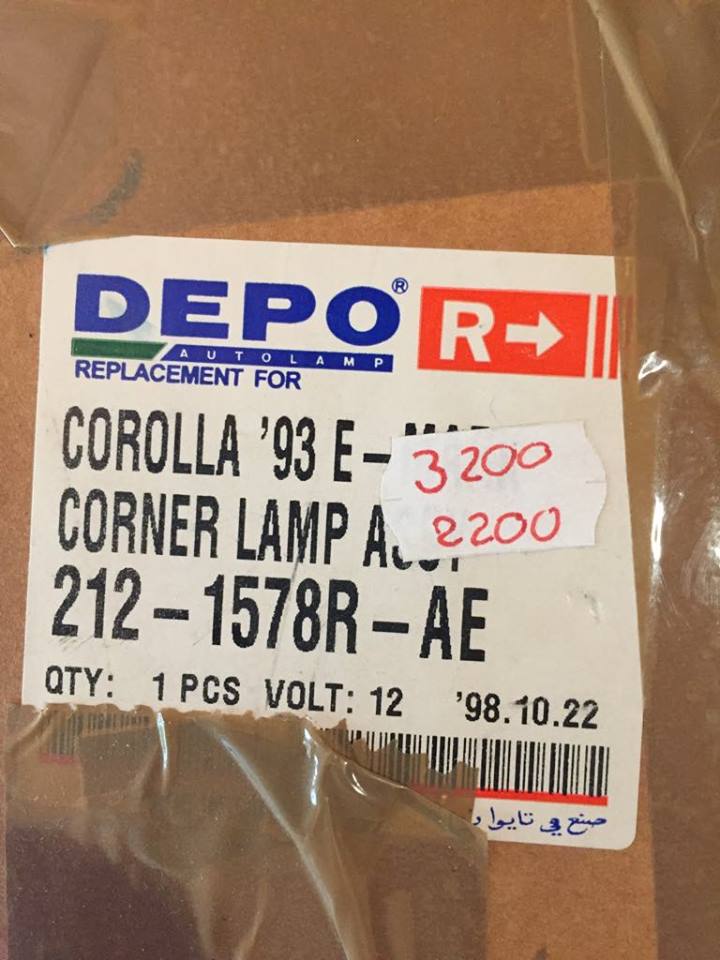 DEPO®
AUTOLAMP
REPLACEMENT FOR
R→
COROLLA '93 E-
3200
CORNER LAMP
2200
212-1578R-AE
QTY: 1 PCS VOLT: 12 '98.10.22
صنع في تايوا